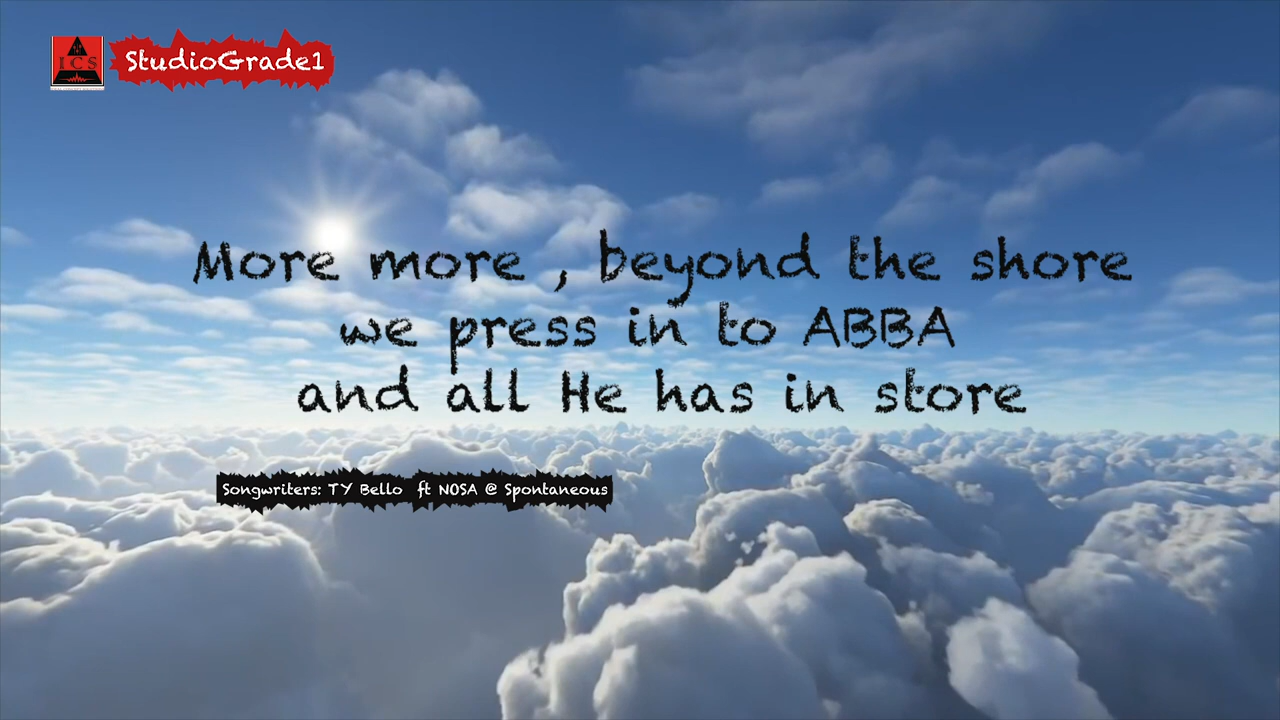 ICS
StudioGrade1
More more , beyond the shore
we press in to ABBA
and all He has in store
Songwriters: TY Bello ft NOSA @ Spontaneous